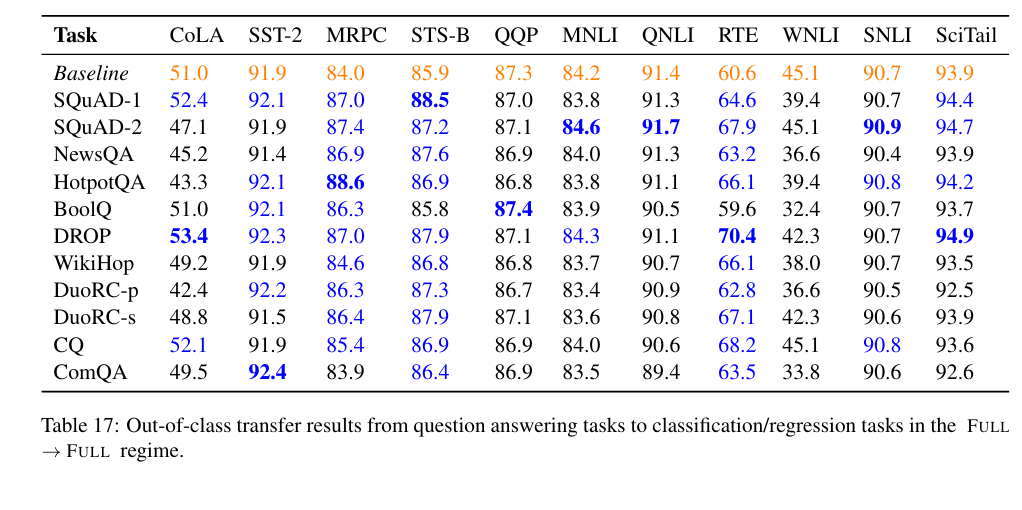 Task CoLA SST-2 MRPC STS-B QQP MNLI QNLI RTE WNLI SNLI SciTail
Baseline 51.0 91.9 84.0 85.9 87.3 84.2 91.4 60.6 45.1 90.7 93.9
SQuAD-1 52.4 92.1 87.0 88.5 87.0 83.8 91.3 64.6 39.4 90.7 94.4
SQuAD-2 47.1 91.9 87.4 87.2 87.1 84.6 91.7 67.9 45.1 90.9 94.7
NewsQA 45.2 91.4 86.9 87.6 86.9 84.0 91.3 63.2 36.6 90.4 93.9
HotpotQA 43.3 92.1 88.6 86.9 86.8 83.8 91.1 66.1 39.4 90.8 94.2
BoolQ 51.0 92.1 86.3 85.8 87.4 83.9 90.5 59.6 32.4 90.7 93.7
DROP 53.4 92.3 87.0 87.9 87.1 84.3 91.1 70.4 42.3 90.7 94.9
WikiHop 49.2 91.9 84.6 86.8 86.8 83.7 90.7 66.1 38.0 90.7 93.5
DuoRC-p 42.4 92.2 86.3 87.3 86.7 83.4 90.9 62.8 36.6 90.5 92.5
DuoRC-s 48.8 91.5 86.4 87.9 87.1 83.6 90.8 67.1 42.3 90.6 93.9
CQ 52.1 91.9 85.4 86.9 86.9 84.0 90.6 68.2 45.1 90.8 93.6
ComQA 49.5 92.4 83.9 86.4 86.9 83.5 89.4 63.5 33.8 90.6 92.6
Table 17: Out-of-class transfer results from question answering tasks to classification/regression tasks in the FULL
→ FULL regime.